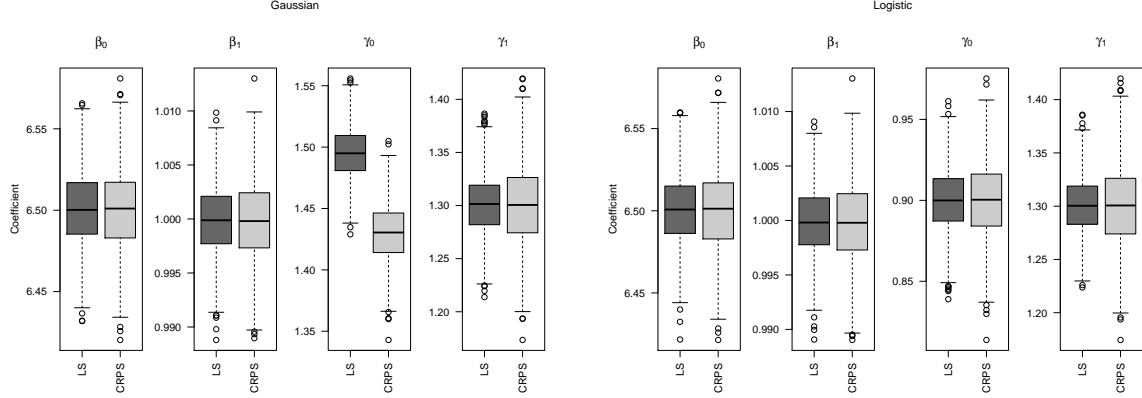 Gaussian
β0
β1
γ0
γ1
Coefficient
6.55
6.50
6.45
1.010
1.005
1.000
0.995
0.990
1.55
1.50
1.45
1.40
1.35
1.40
1.35
1.30
1.25
1.20
LS
CRPS
LS
CRPS
LS
CRPS
LS
CRPS
Logistic
β0
β1
γ0
γ1
Coefficient
6.55
6.50
6.45
1.010
1.005
1.000
0.995
0.990
0.95
0.90
0.85
1.40
1.35
1.30
1.25
1.20
LS
CRPS
LS
CRPS
LS
CRPS
LS
CRPS